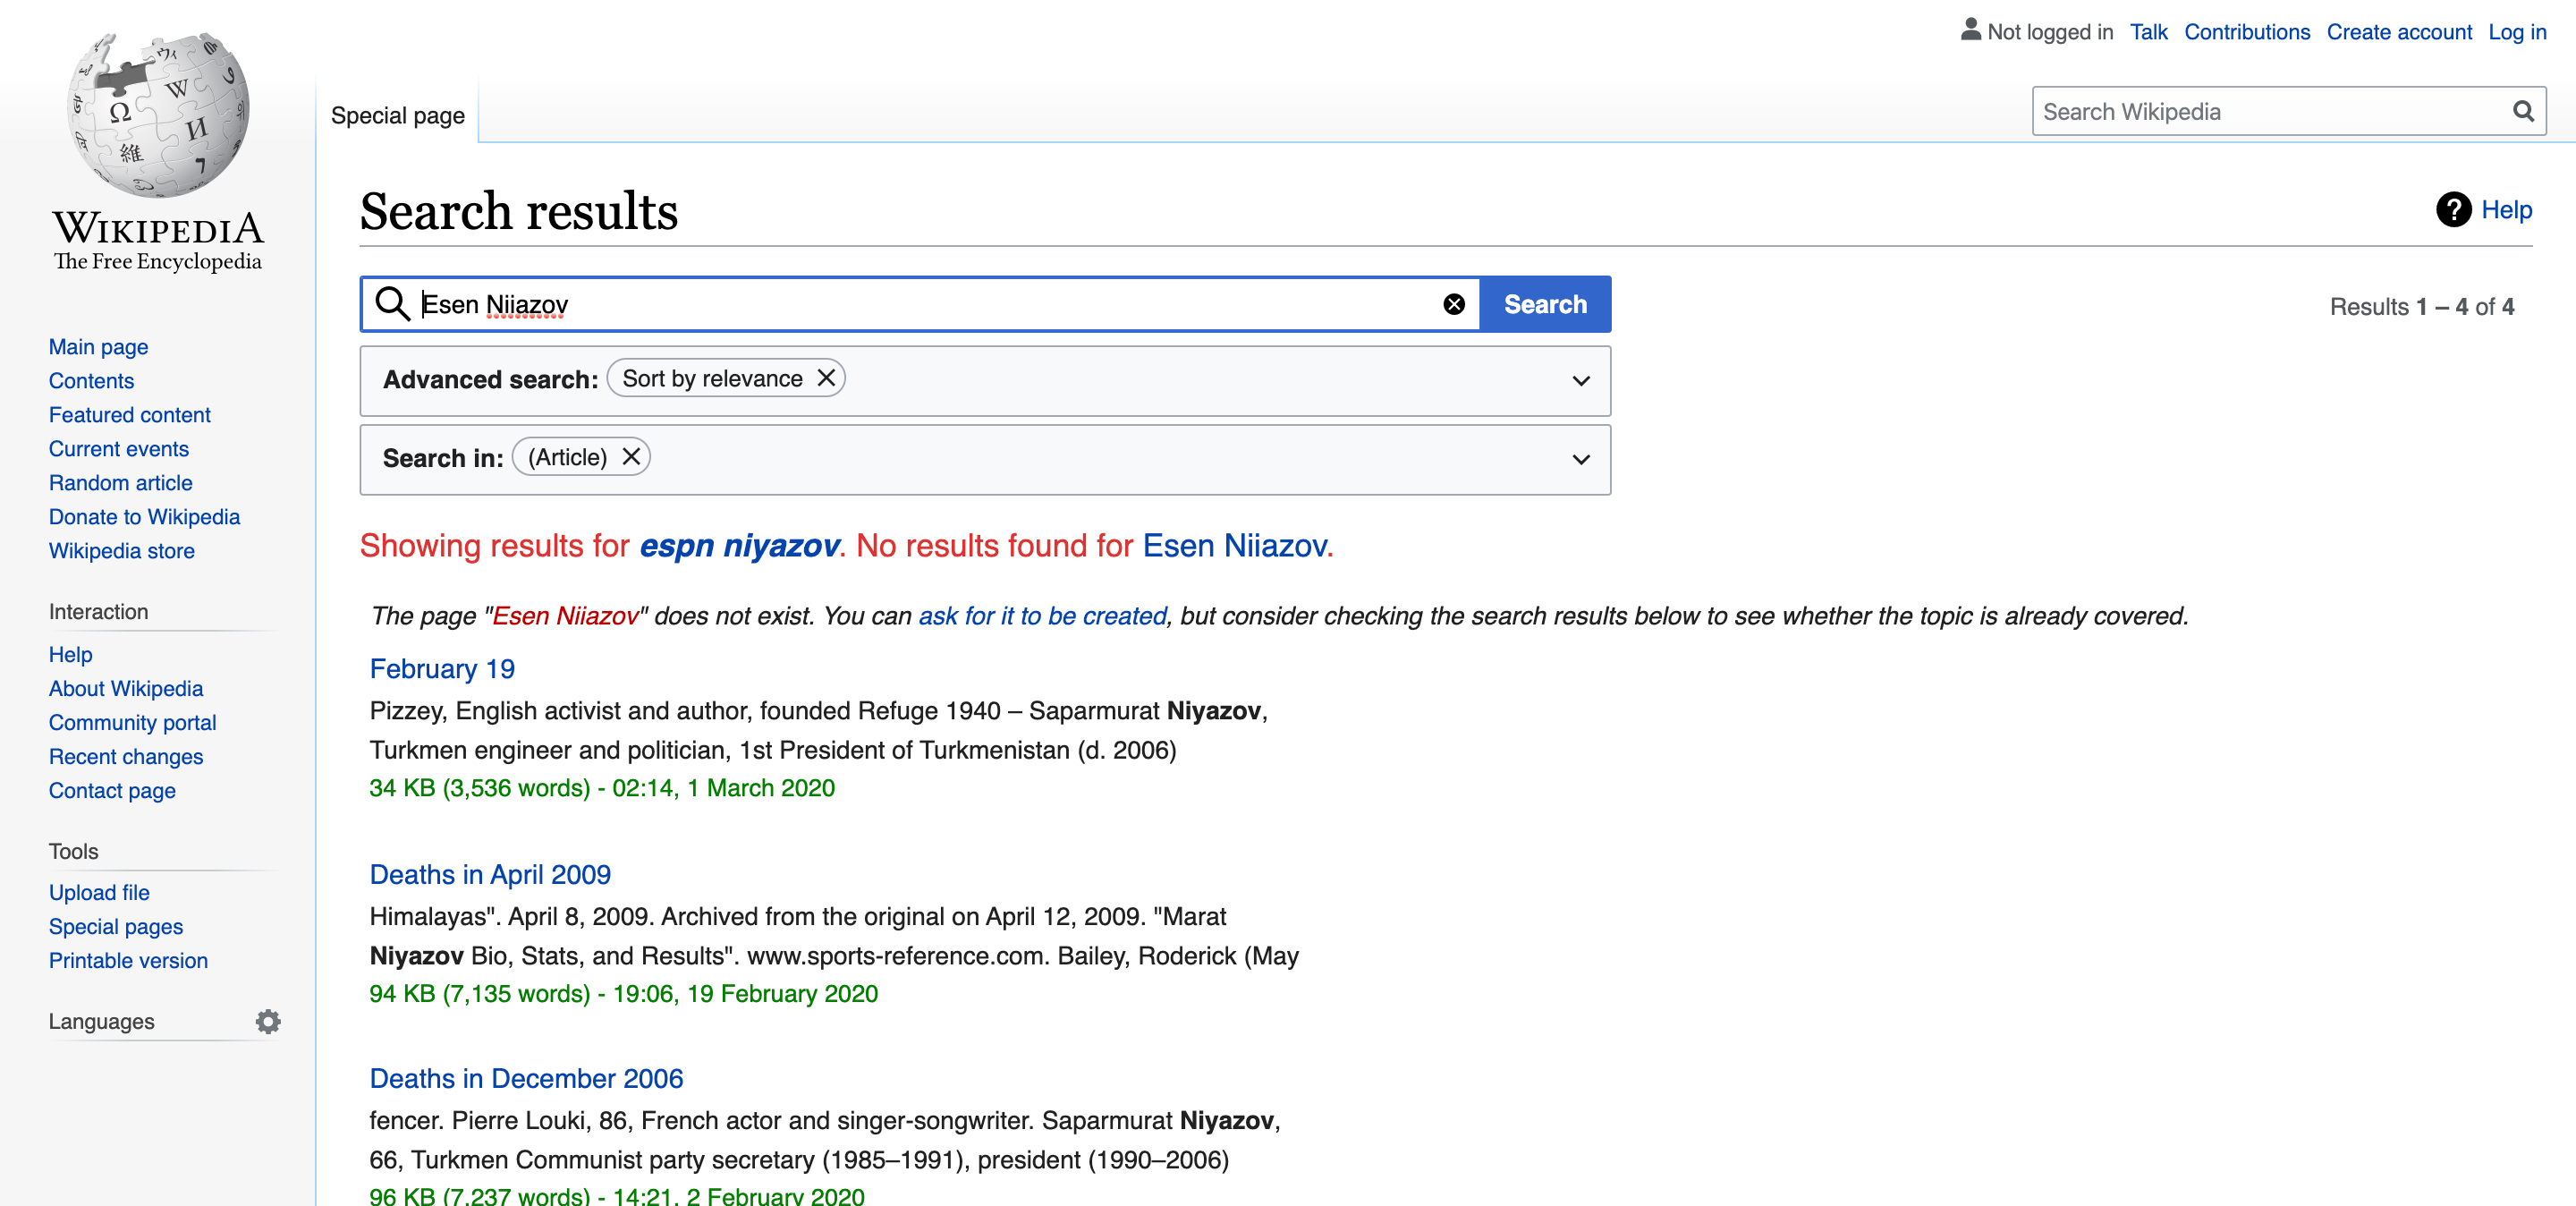 Not logged in Talk Contributions Create account Log in
Special page
Search Wikipedia
WIKIPEDIA
The Free Encyclopedia
Main page
Contents
Featured content
Current events
Random article
Donate to Wikipedia
Wikipedia store
Interaction
Help
About Wikipedia
Community portal
Recent changes
Contact page
Tools
Upload file
Special pages
Printable version
Languages
Search results
Help
Esen Niiazov
Search
Results 1 – 4 of 4
Advanced search: Sort by relevance
Search in: (Article)
Showing results for espn niyazov. No results found for Esen Niiazov.
The page "Esen Niiazov" does not exist. You can ask for it to be created, but consider checking the search results below to see whether the topic is already covered.
February 19
Pizzey, English activist and author, founded Refuge 1940 – Saparmurat Niyazov,
Turkmen engineer and politician, 1st President of Turkmenistan (d. 2006)
34 KB (3,536 words) - 02:14, 1 March 2020
Deaths in April 2009
Himalayas". April 8, 2009. Archived from the original on April 12, 2009. "Marat
Niyazov Bio, Stats, and Results". www.sports-reference.com. Bailey, Roderick (May
94 KB (7,135 words) - 19:06, 19 February 2020
Deaths in December 2006
fencer. Pierre Louki, 86, French actor and singer-songwriter. Saparmurat Niyazov,
66, Turkmen Communist party secretary (1985–1991), president (1990–2006)
96 KB (7,237 words) - 14:21, 2 February 2020